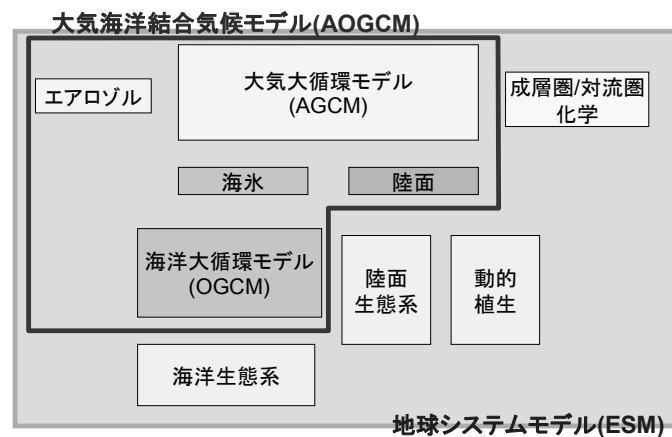 大気海洋結合気候モデル(AOGCM)
エアロゾル
大気大循環モデル
(AGCM)
成層圏/対流圏
化学
海氷
陸面
海洋大循環モデル
(OGCM)
陸面
生態系
動的
植生
海洋生態系
地球システムモデル(ESM)